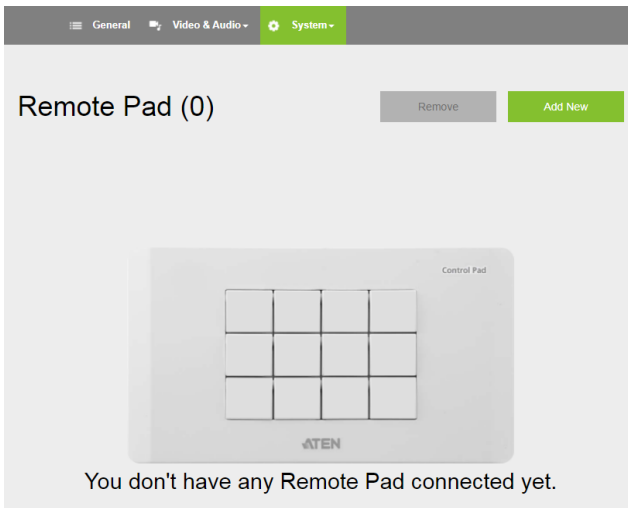 General Video & Audio System
Remote Pad (0)
Remove Add New
Control Pad
ATEN
You don't have any Remote Pad connected yet.